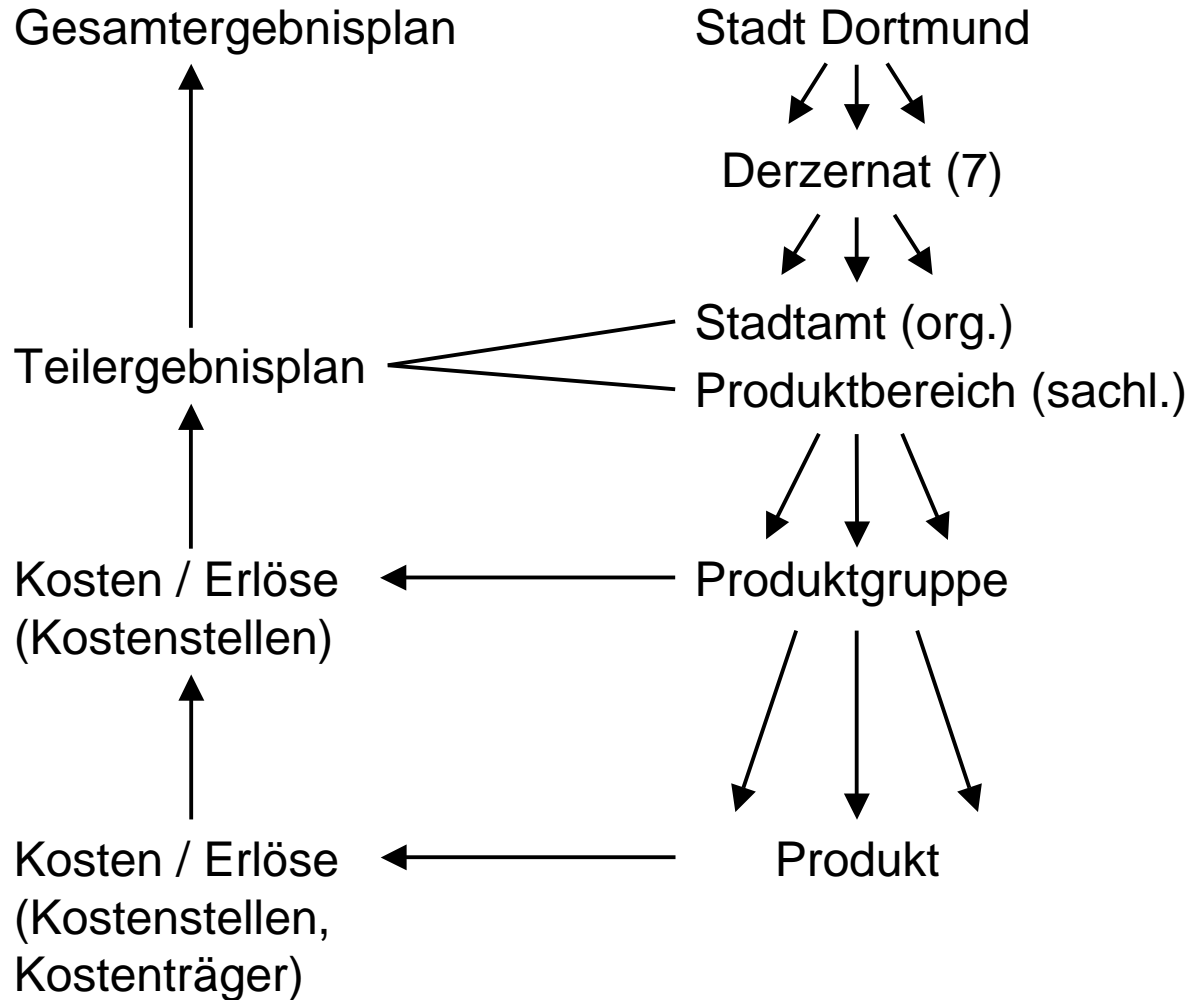 Gesamtergebnisplan
Stadt Dortmund
Derzernat (7)
Stadtamt (org.)
Teilergebnisplan
Produktbereich (sachl.)
Kosten / Erlöse
(Kostenstellen)
Produktgruppe
Kosten / Erlöse
(Kostenstellen,
Kostenträger)
Produkt